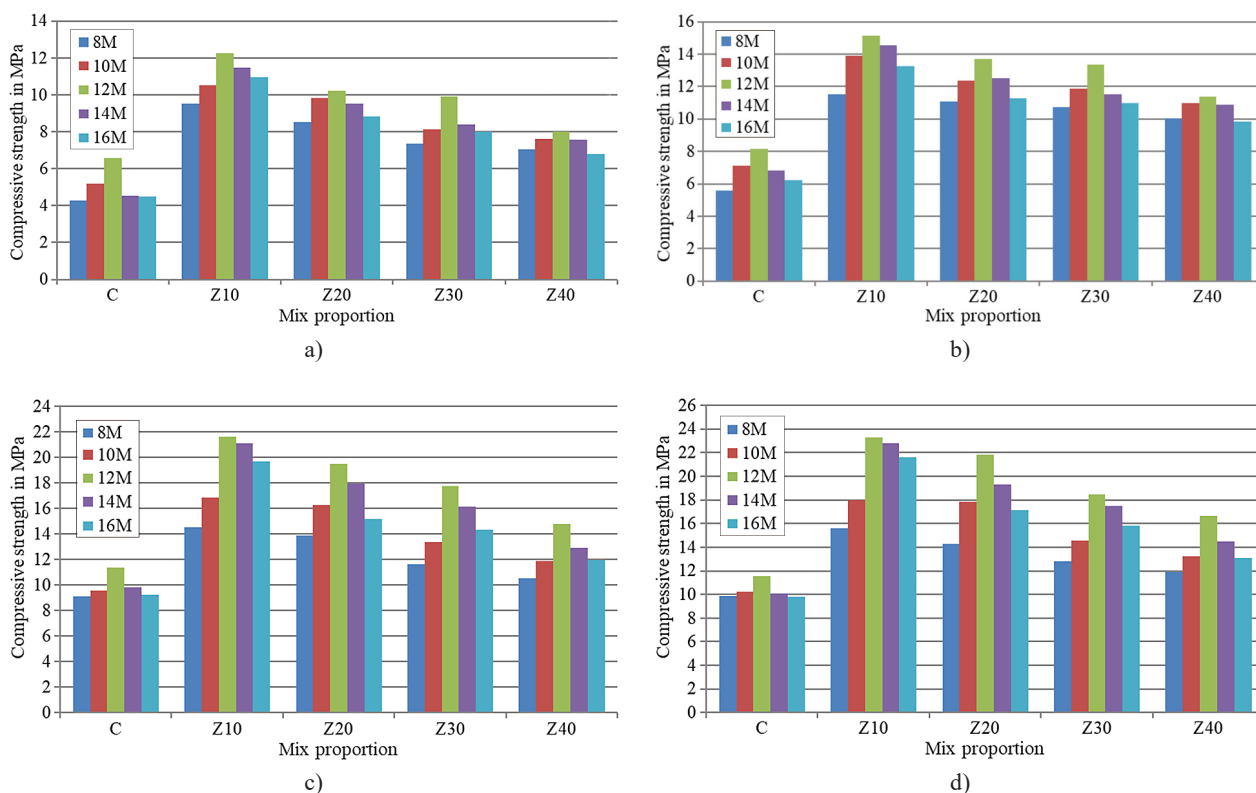 14
12
10
8
6
4
2
0
Compressive strength in MPa
8M
10M
12M
14M
16M
C Z10 Z20 Z30 Z40
Mix proportion
a)
16
14
12
10
8
6
4
2
0
Compressive strength in MPa
8M
10M
12M
14M
16M
C Z10 Z20 Z30 Z40
Mix proportion
b)
24
22
20
18
16
14
12
10
8
6
4
2
0
Compressive strength in MPa
8M
10M
12M
14M
16M
C Z10 Z20 Z30 Z40
Mix proportion
c)
26
24
22
20
18
16
14
12
10
8
6
4
2
0
Compressive strength in MPa
8M
10M
12M
14M
16M
C Z10 Z20 Z30 Z40
Mix proportion
d)